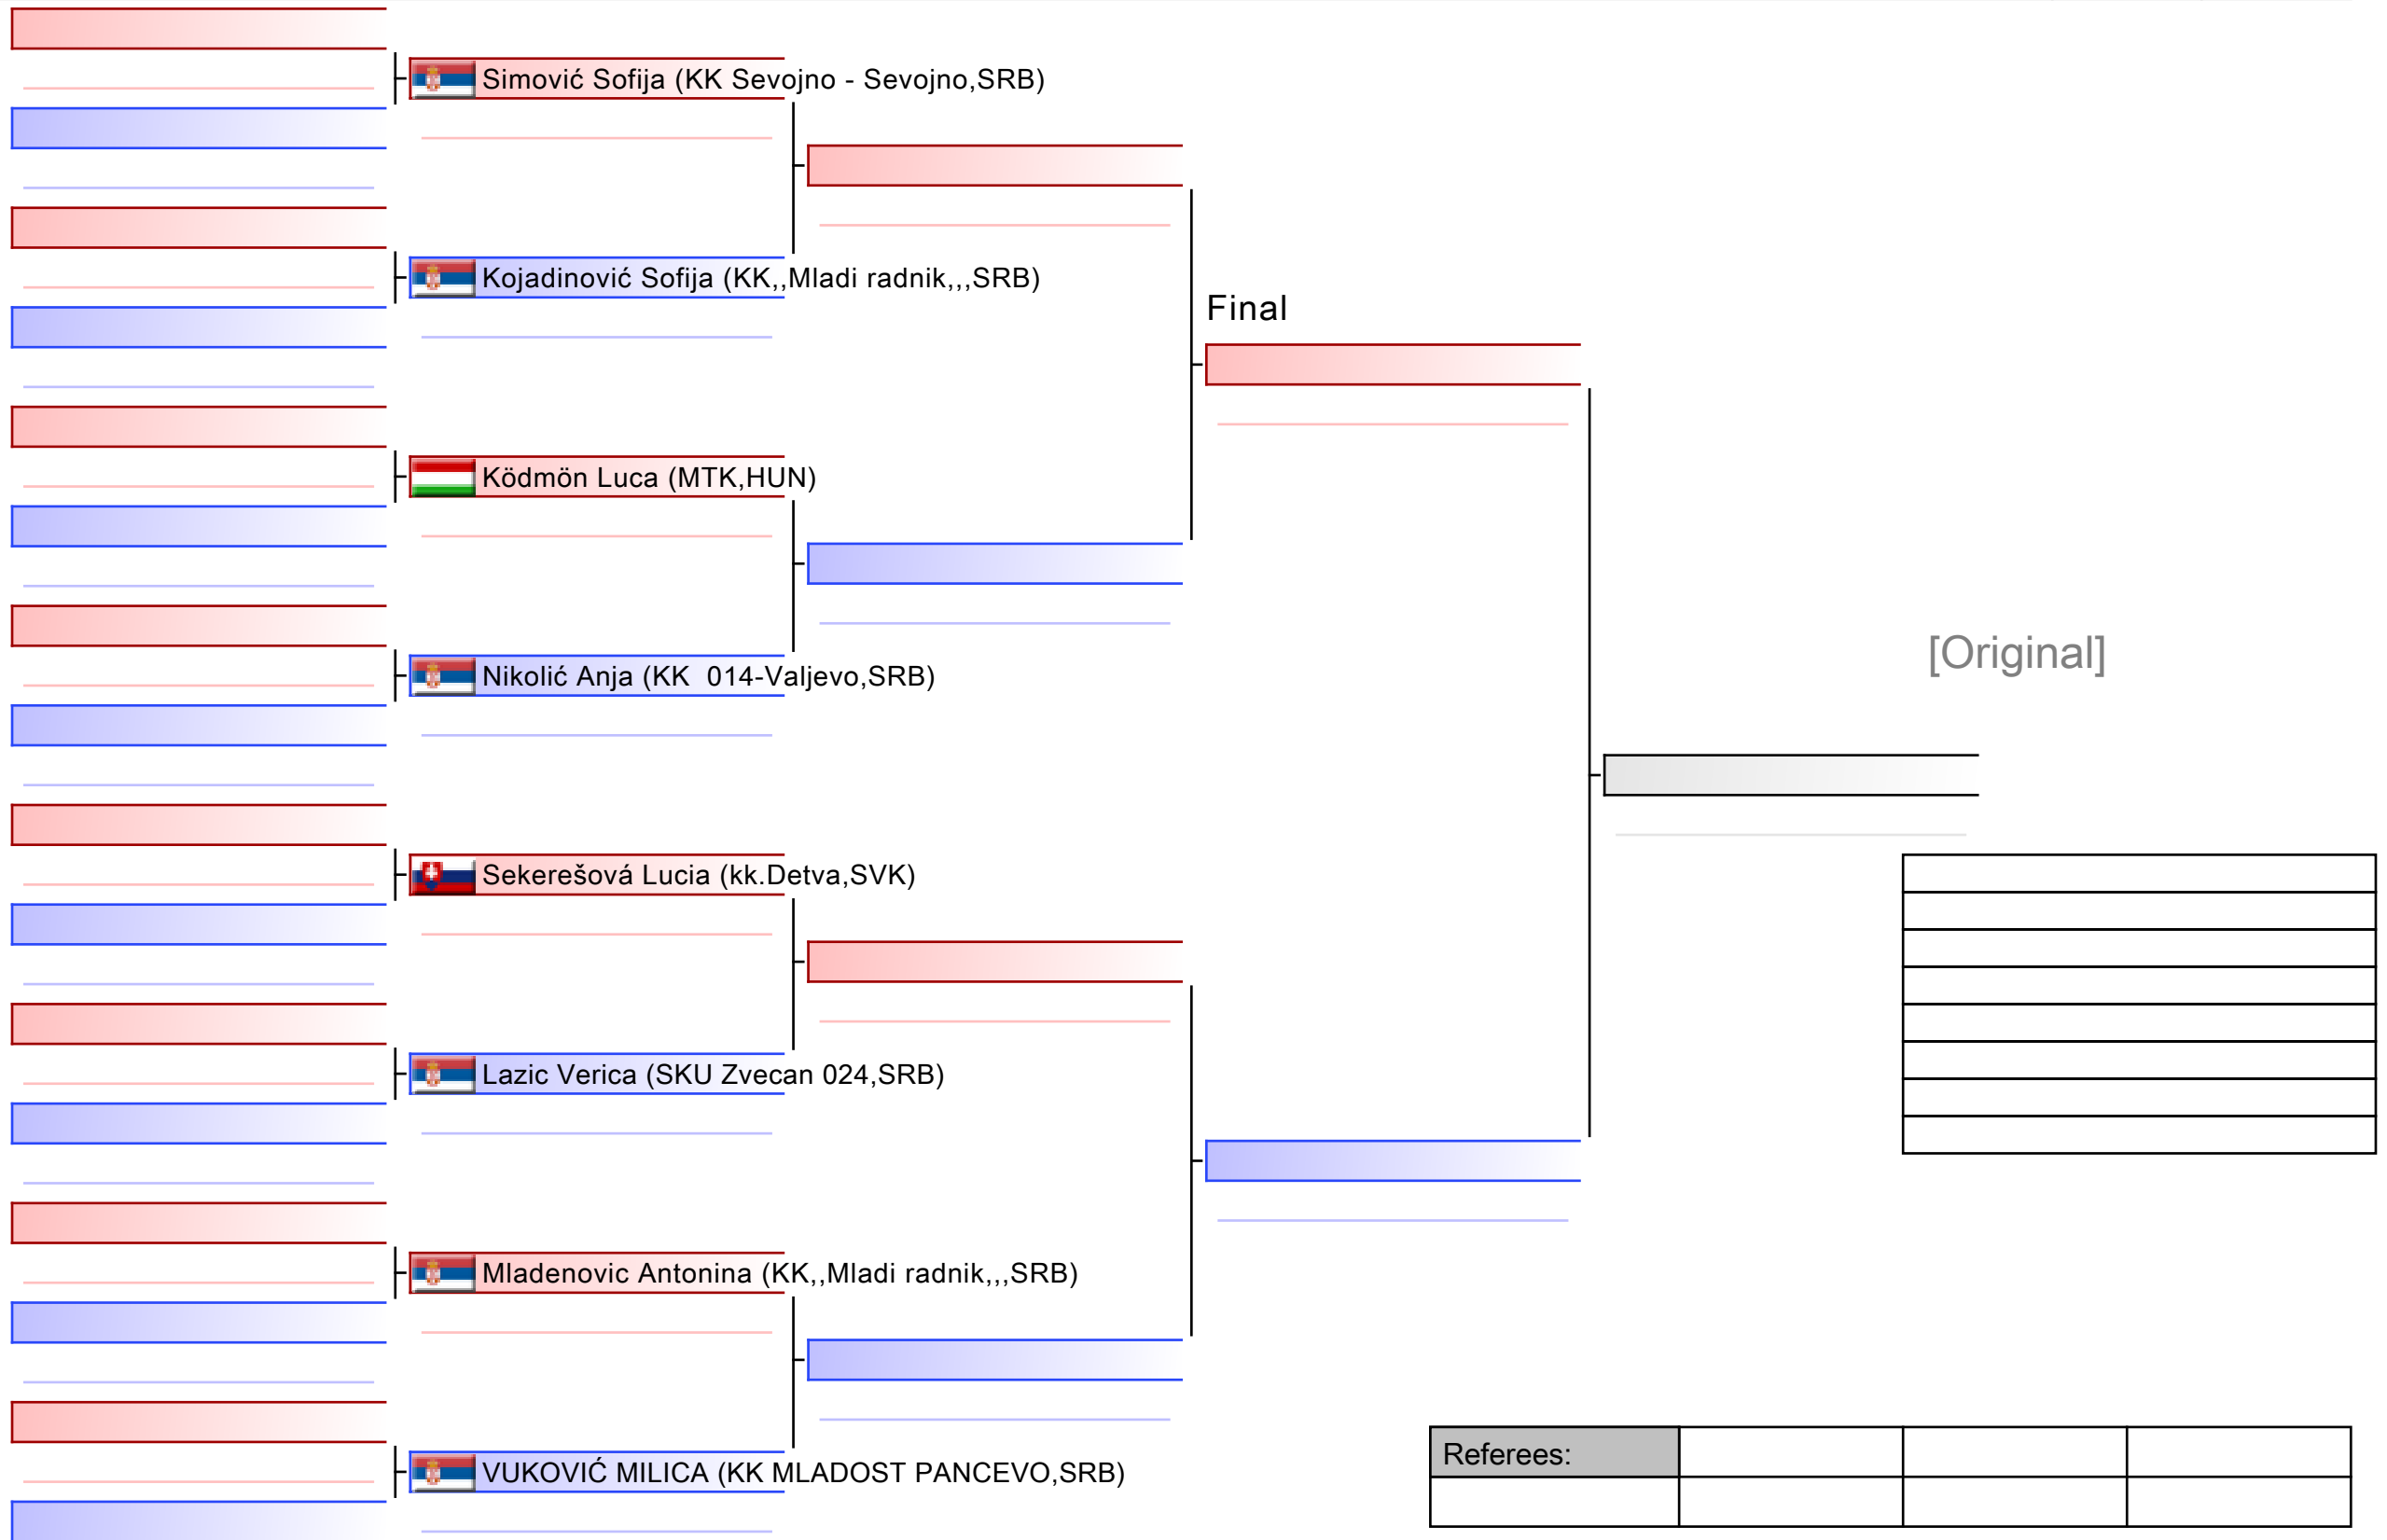 Simović Sofija (KK Sevojno - Sevojno,SRB)
Kojadinović Sofija (KK,,Mladi radnik,,,SRB)
Final
Ködmön Luca (MTK,HUN)
[Original]
Nikolić Anja (KK  014-Valjevo,SRB)
Sekerešová Lucia (kk.Detva,SVK)
Lazic Verica (SKU Zvecan 024,SRB)
Mladenovic Antonina (KK,,Mladi radnik,,,SRB)
Referees:
VUKOVIĆ MILICA (KK MLADOST PANCEVO,SRB)